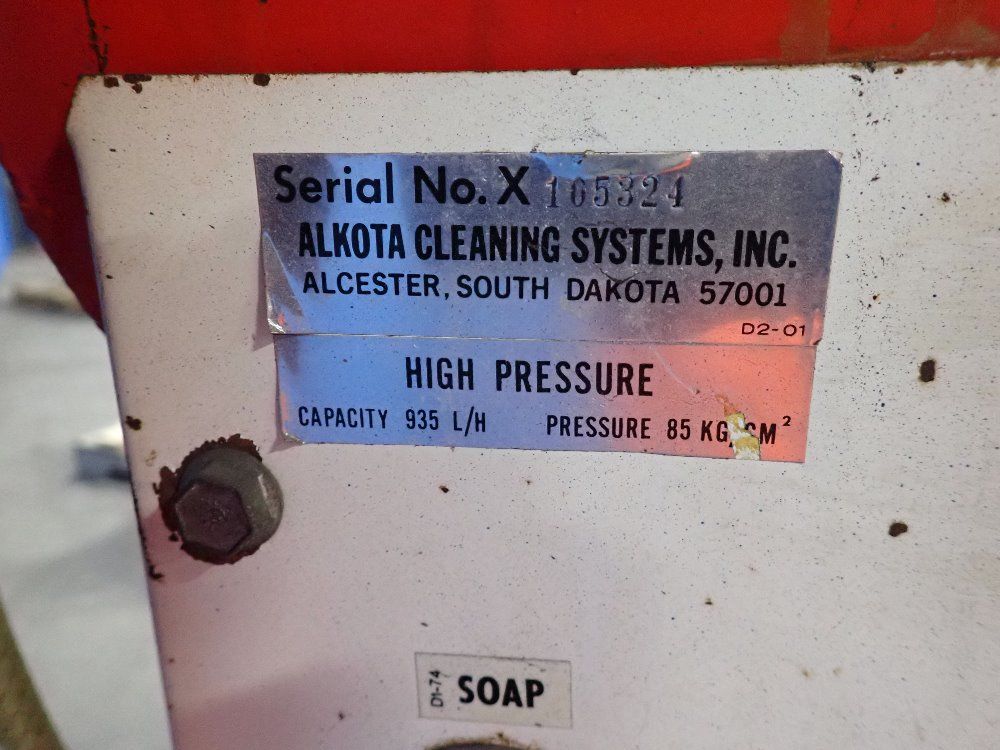 Serial No. X 105324
ALKOTA CLEANING SYSTEMS, INC.
ALCESTER, SOUTH DAKOTA 57001
D2-01
HIGH PRESSURE
CAPACITY 935 L/H PRESSURE 85 KG/CM²
D1-74
SOAP